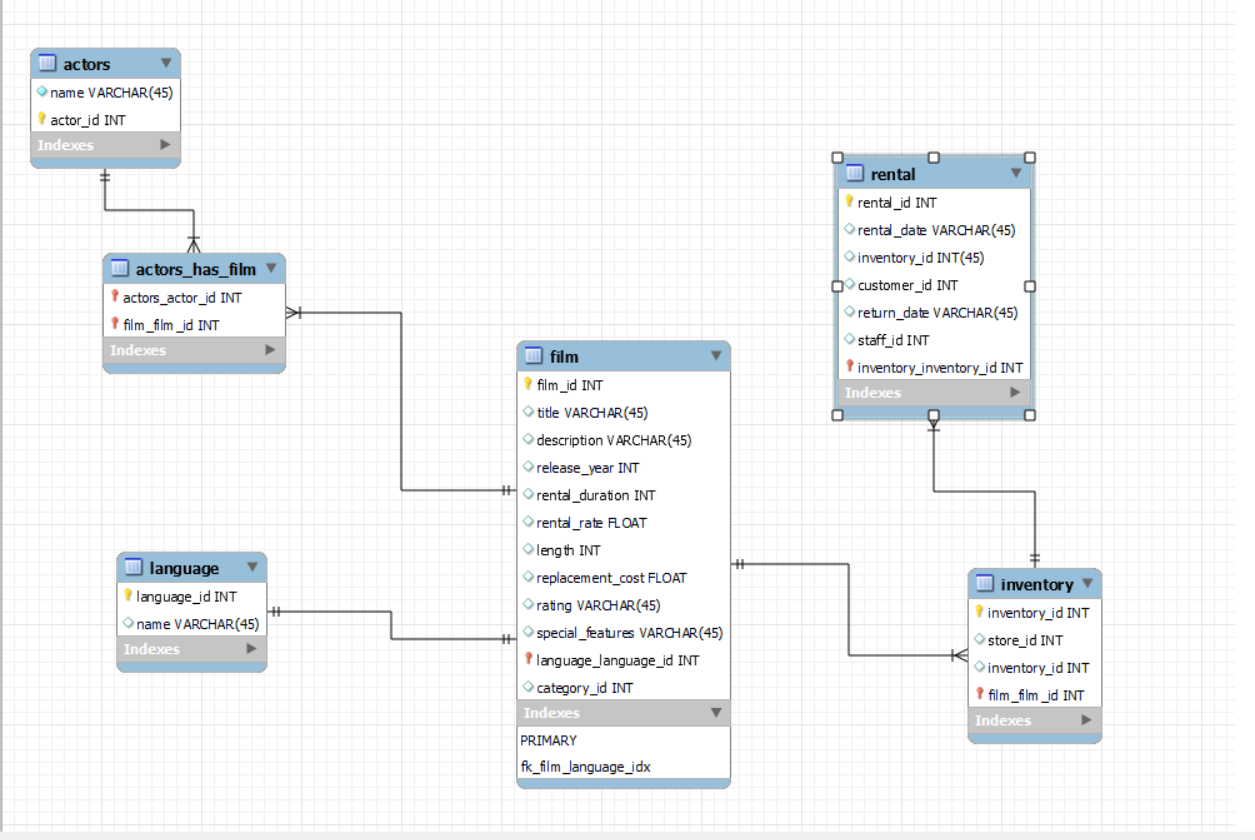 actors
name VARCHAR(45)
actor_id INT
Indexes
actors_has_film
actors_actor_id INT
film_film_id INT
Indexes
language
language_id INT
name VARCHAR(45)
Indexes
film
film_id INT
title VARCHAR(45)
description VARCHAR(45)
release_year INT
rental_duration INT
rental_rate FLOAT
length INT
replacement_cost FLOAT
rating VARCHAR(45)
special_features VARCHAR(45)
language_language_id INT
category_id INT
Indexes
PRIMARY
fk_film_language_idx
rental
rental_id INT
rental_date VARCHAR(45)
inventory_id INT(45)
customer_id INT
return_date VARCHAR(45)
staff_id INT
inventory_inventory_id INT
Indexes
inventory
inventory_id INT
store_id INT
inventory_id INT
film_film_id INT
Indexes